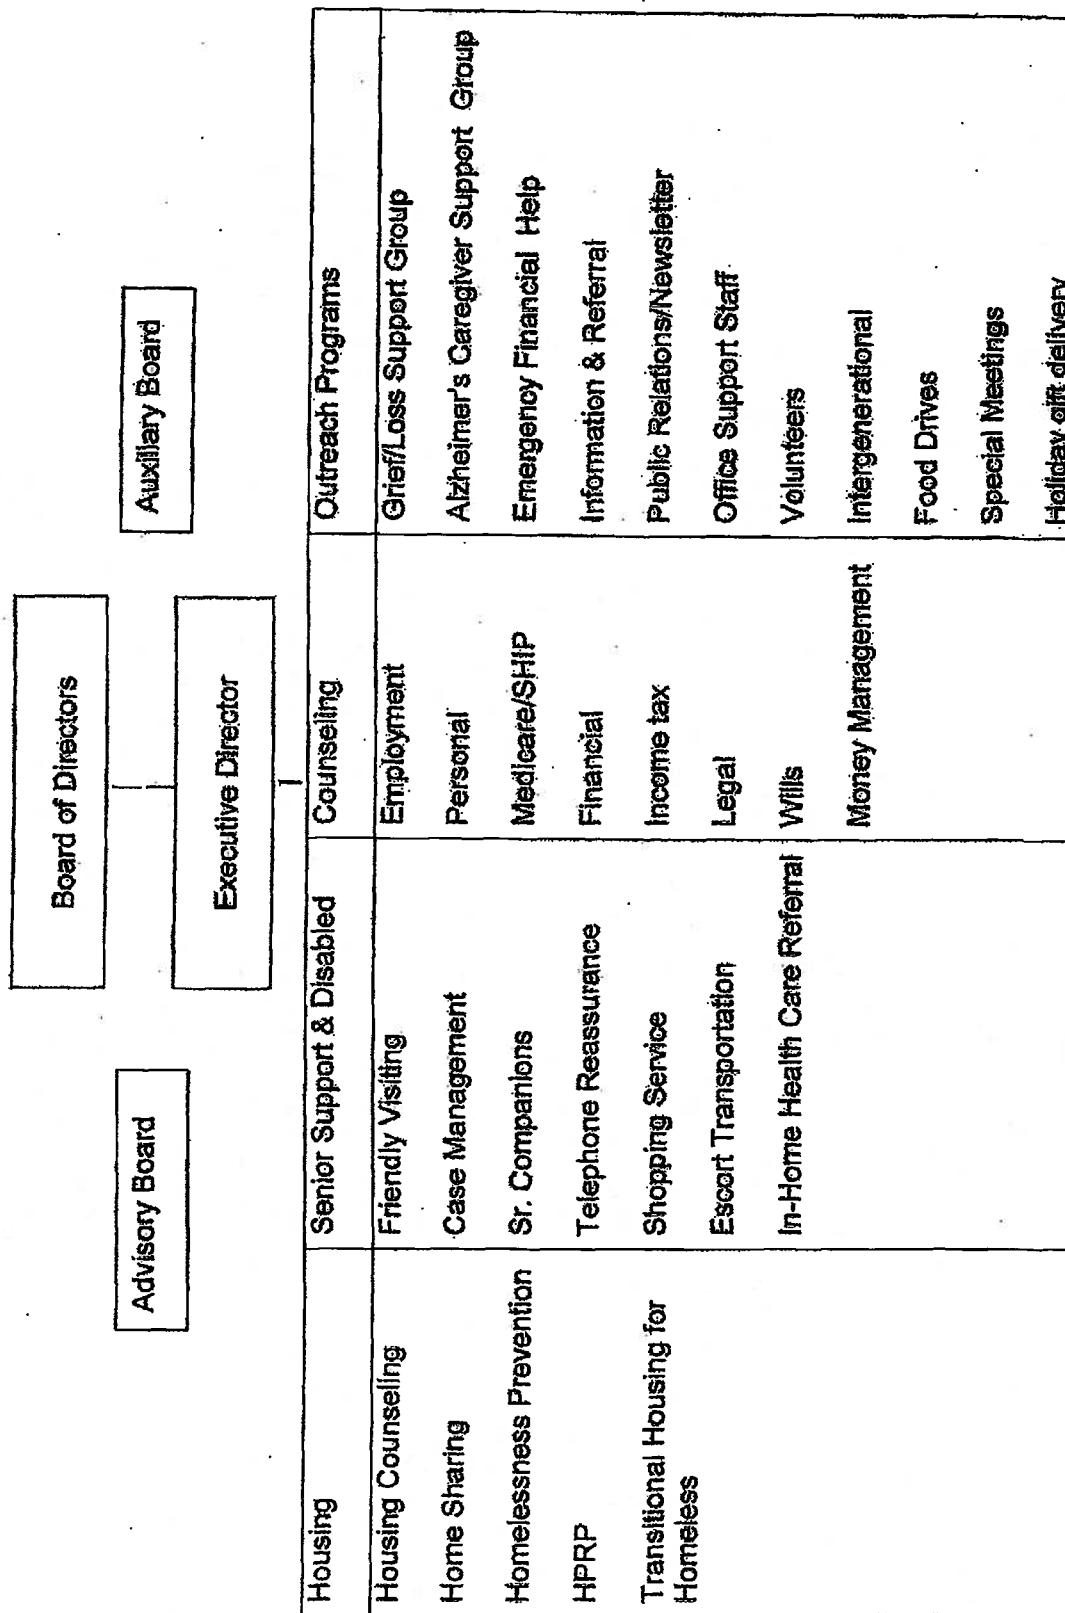 Board of Directors
Advisory Board
Auxiliary Board
Executive Director
Housing
Senior Support & Disabled
Counseling
Outreach Programs
Housing Counseling
Friendly Visiting
Employment
Grief/Loss Support Group
Home Sharing
Case Management
Personal
Alzheimer's Caregiver Support Group
Homelessness Prevention
Sr. Companions
Medicare/SHIP
Emergency Financial Help
HPRP
Telephone Reassurance
Financial
Information & Referral
Transitional Housing for
Homeless
Shopping Service
Income tax
Public Relations/Newsletter
Escort Transportation
Legal
Office Support Staff
In-Home Health Care Referral
Wills
Volunteers
Money Management
Intergenerational
Food Drives
Special Meetings
Holiday gift delivery